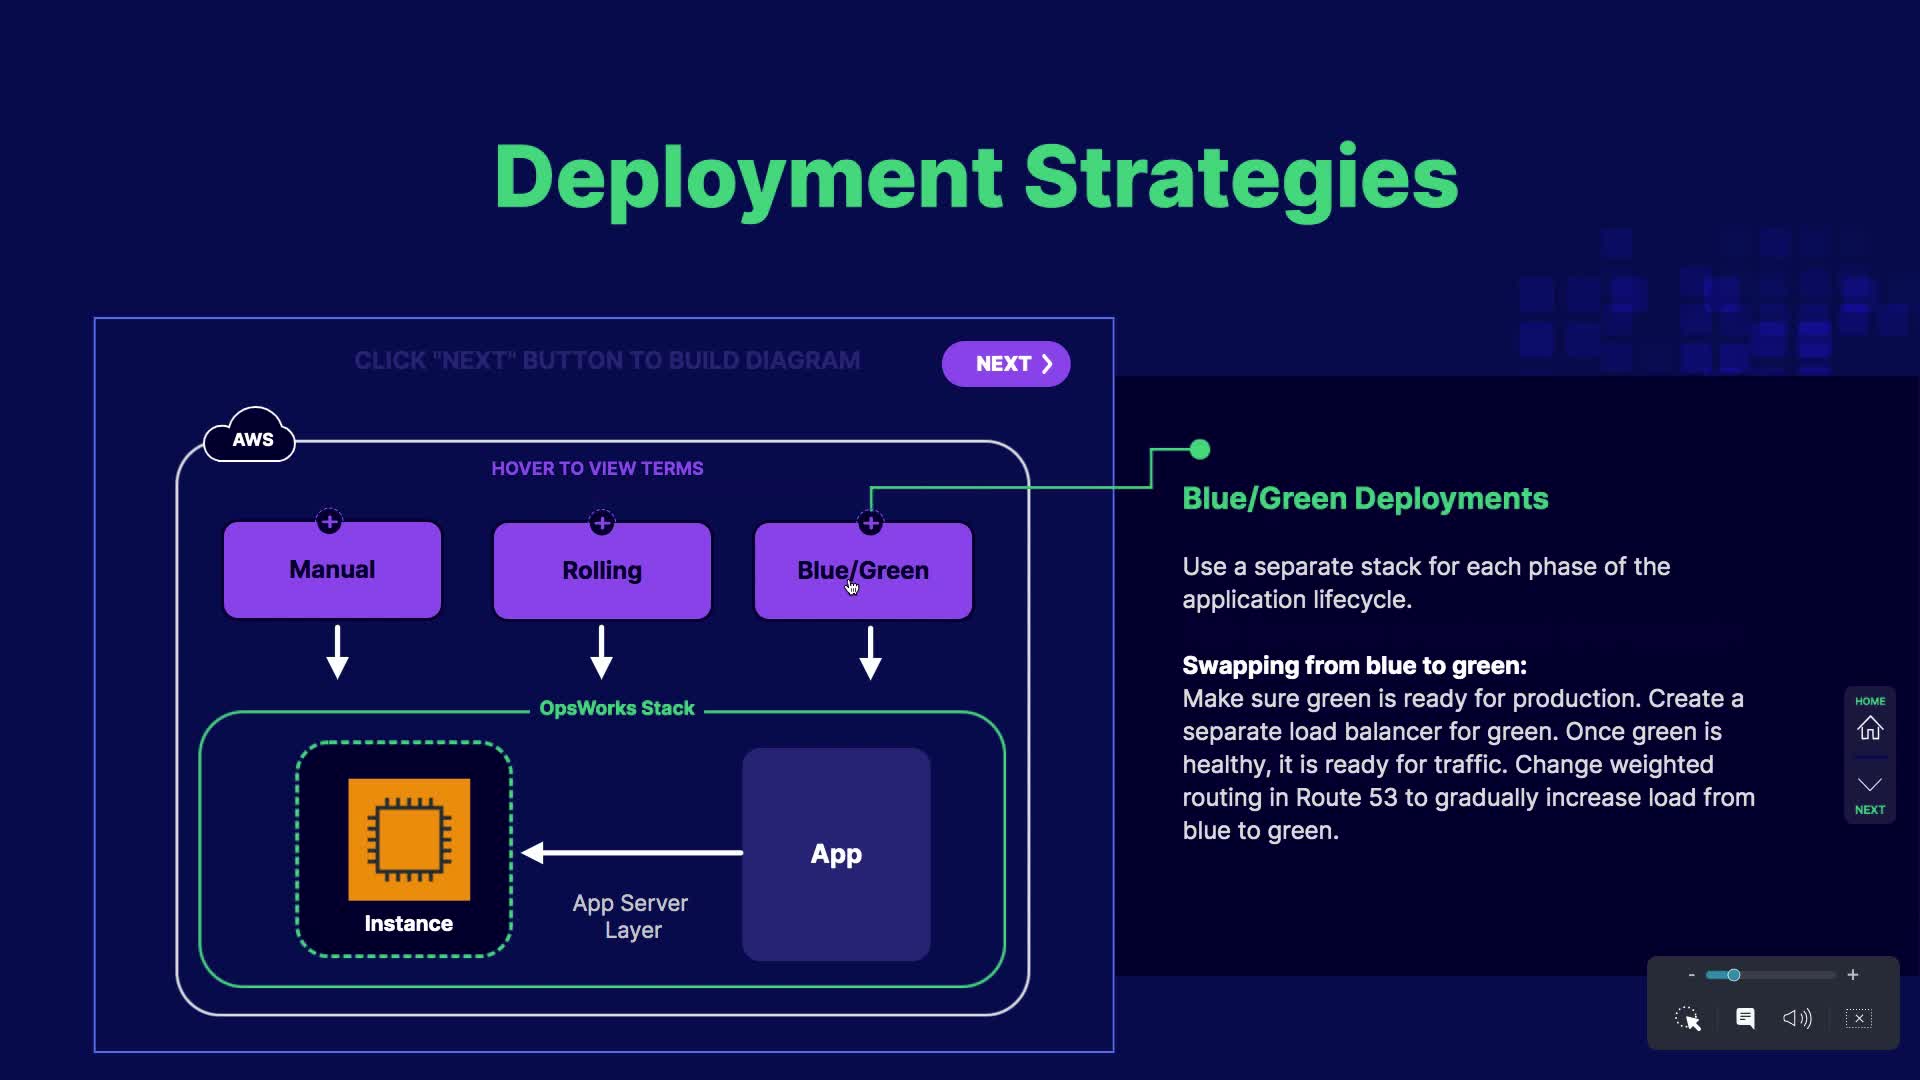 Deployment Strategies
CLICK "NEXT" BUTTON TO BUILD DIAGRAM
NEXT
AWS
HOVER TO VIEW TERMS
Manual
Rolling
Blue/Green
OpsWorks Stack
Instance
App Server
Layer
App
Blue/Green Deployments
Use a separate stack for each phase of the
application lifecycle.
Swapping from blue to green:
Make sure green is ready for production. Create a
separate load balancer for green. Once green is
healthy, it is ready for traffic. Change weighted
routing in Route 53 to gradually increase load from
blue to green.
HOME
NEXT